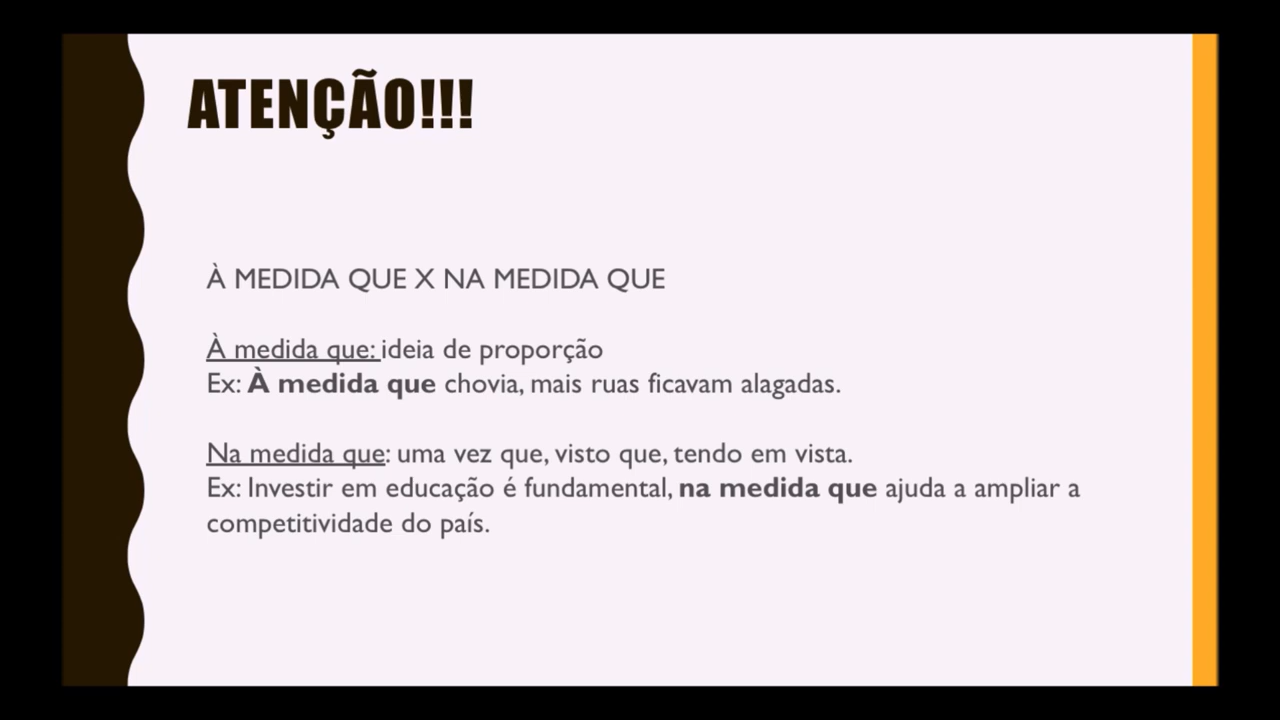 ATENÇÃO!!!
À MEDIDA QUE X NA MEDIDA QUE
À medida que: ideia de proporção
Ex: À medida que chovia, mais ruas ficavam alagadas.
Na medida que: uma vez que, visto que, tendo em vista.
Ex: Investir em educação é fundamental, na medida que ajuda a ampliar a
competitividade do país.